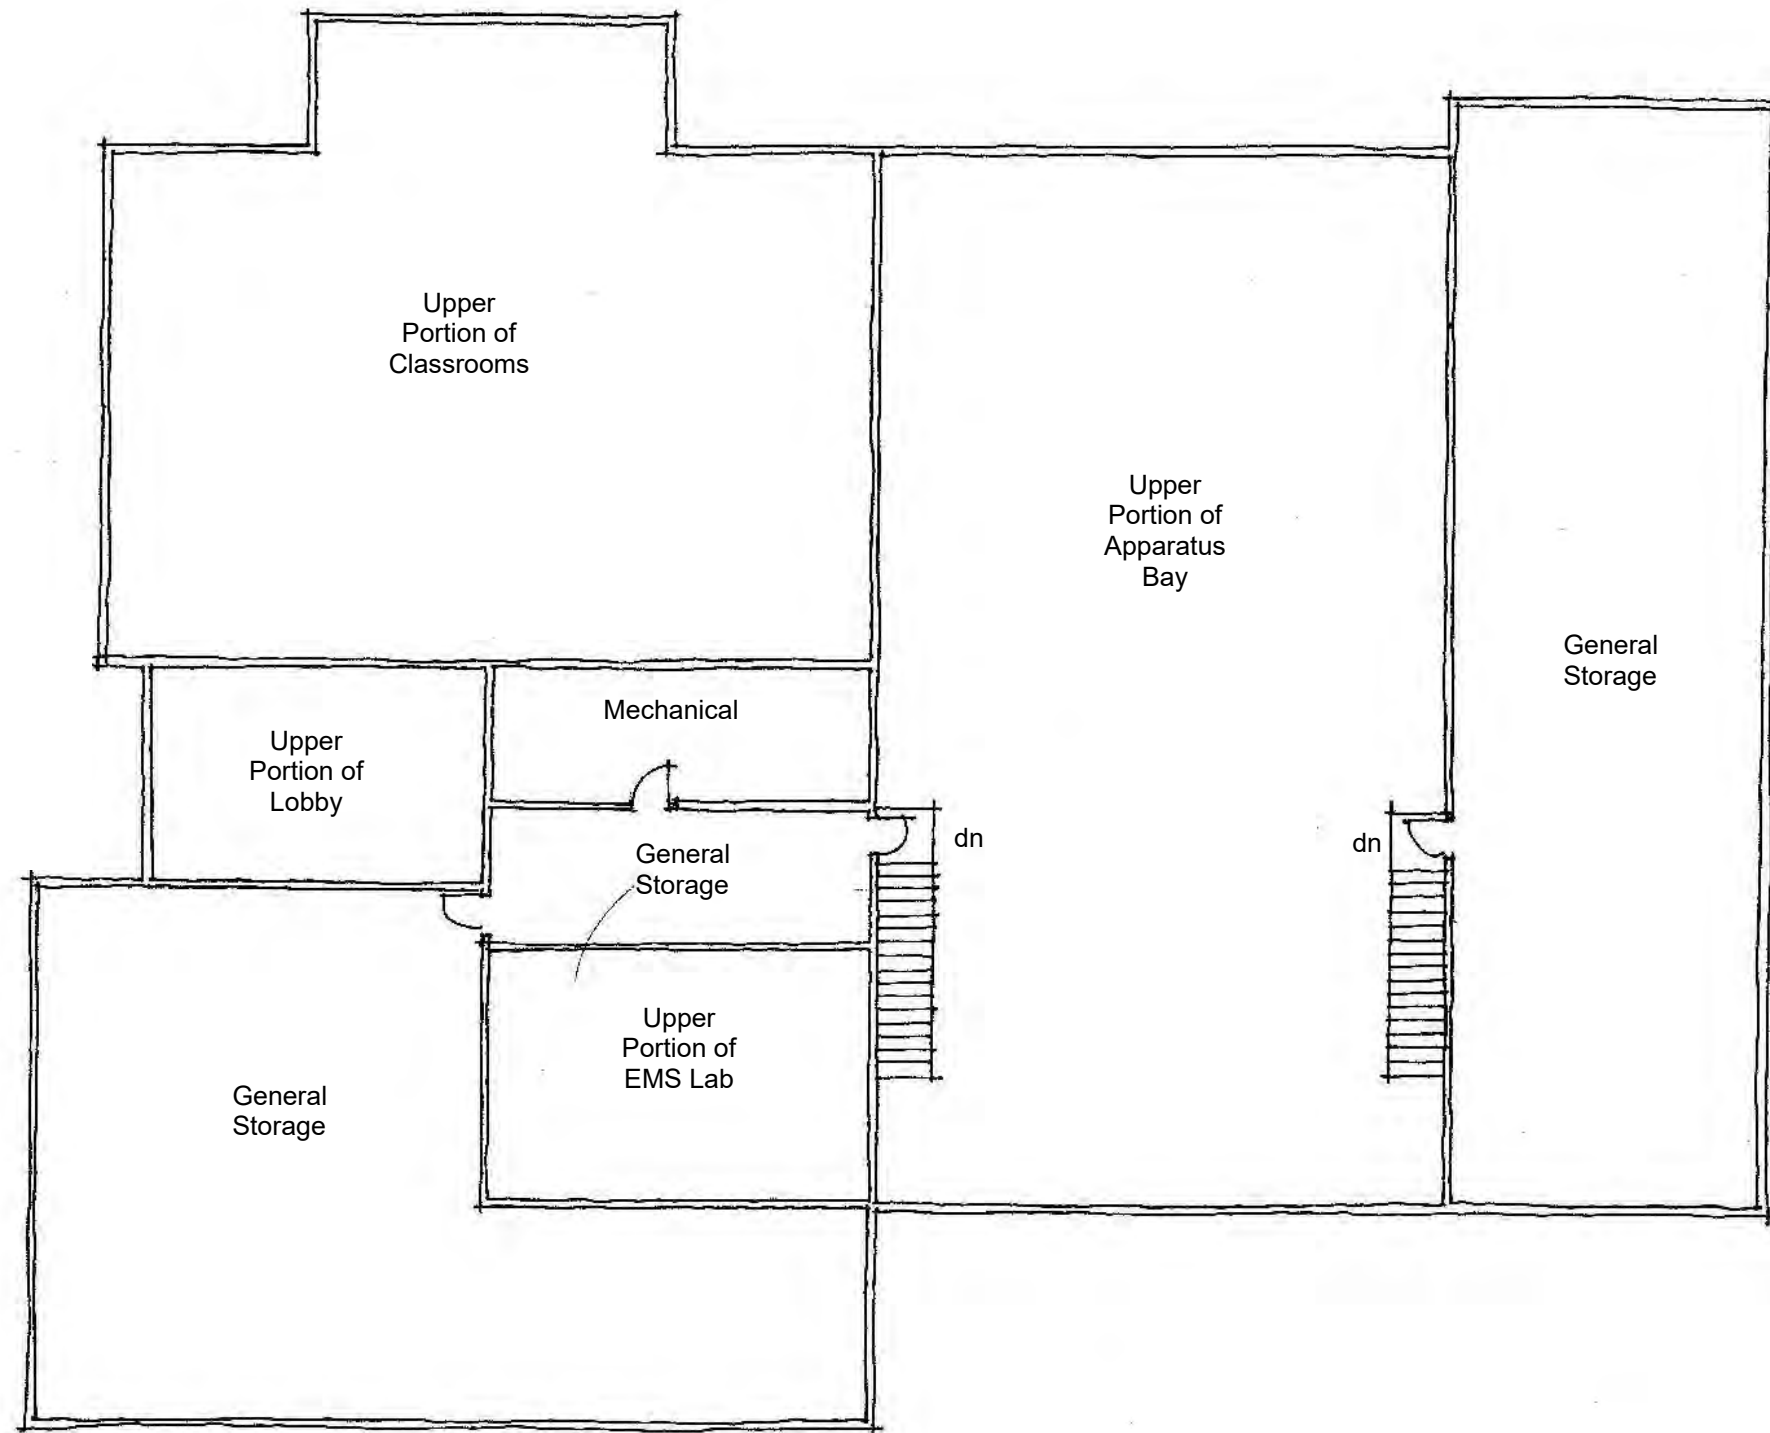 Upper
Portion of
Classrooms
Upper
Portion of
Apparatus
Bay
General
Storage
Mechanical
Upper
Portion of
Lobby
dn
dn
General
Storage
Upper
Portion of
EMS Lab
General
Storage